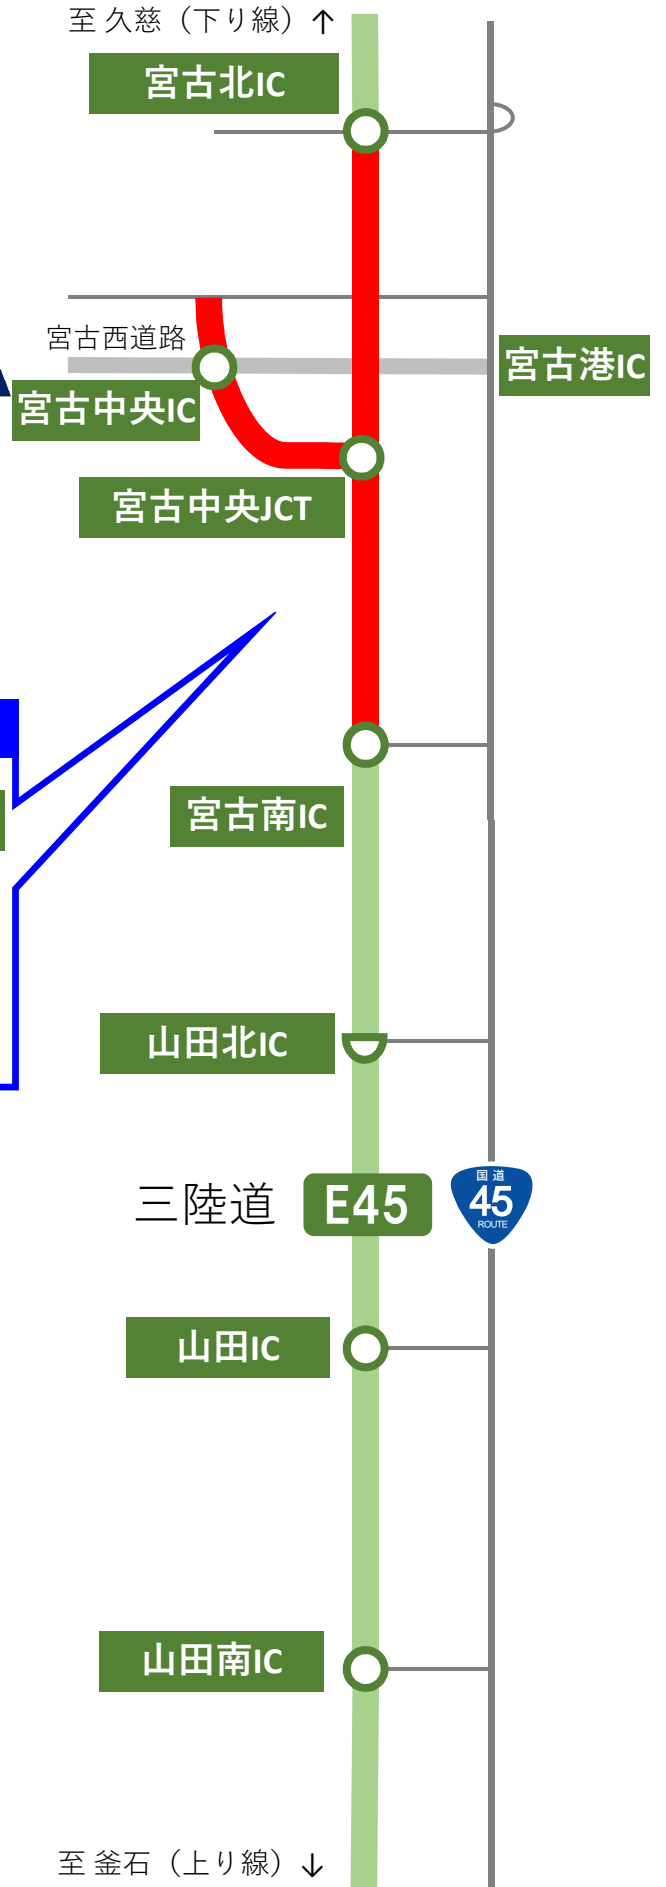 至 久慈（下り線）↑
宮古北IC
宮古西道路
宮古港IC
宮古中央IC
宮古中央JCT
宮古南IC
山田北IC
三陸道
E45
国道
45
ROUTE
山田IC
山田南IC
至 釜石（上り線）↓